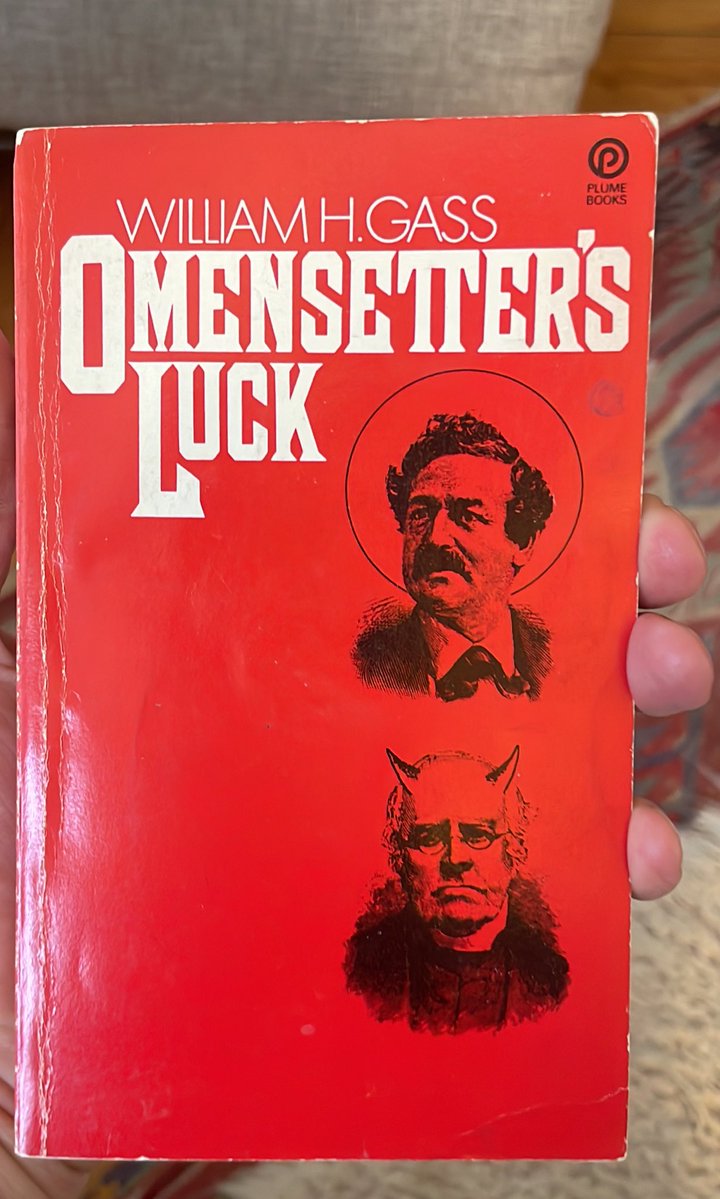 PLUME
BOOKS
WILLIAM H. GASS
OMENSETTER'S
LUCK